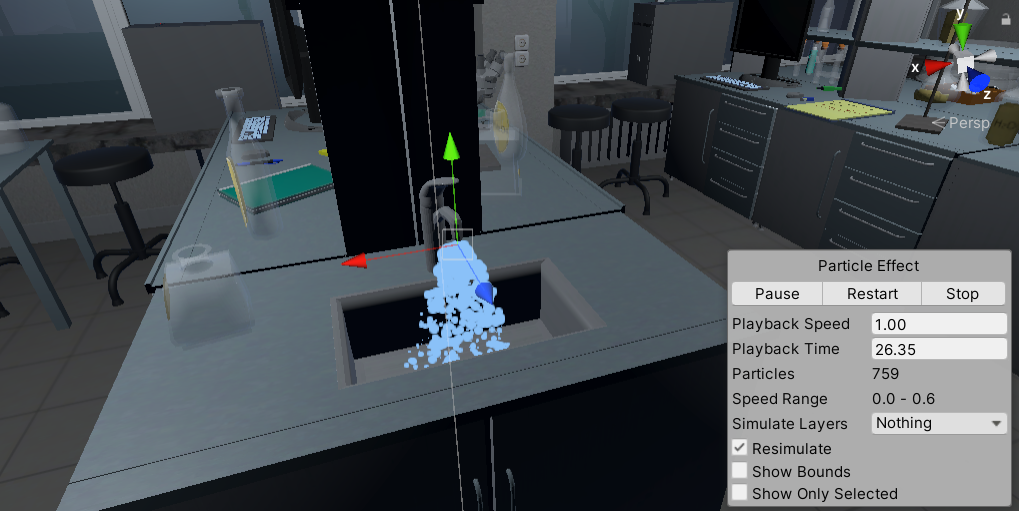 y
x
z
Persp
Particle Effect
Pause Restart Stop
Playback Speed 1.00
Playback Time 26.35
Particles 759
Speed Range 0.0 - 0.6
Simulate Layers Nothing
Resimulate
Show Bounds
Show Only Selected